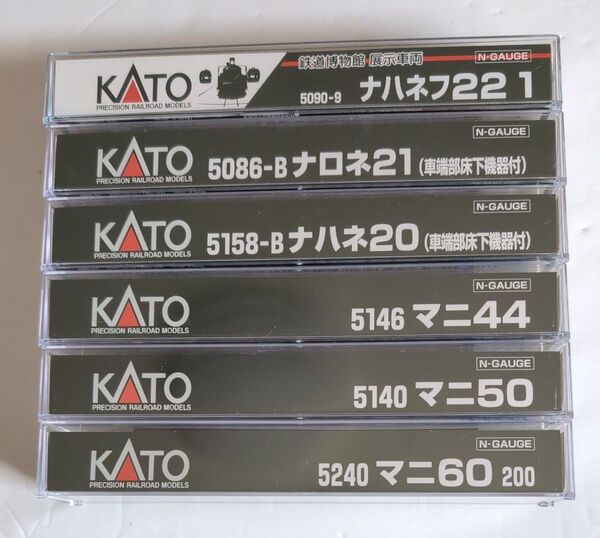 KATO
PRECISION RAILROAD MODELS
鉄道博物館 展示車両
N-GAUGE
5090-9 ナハネフ22 1
KATO
PRECISION RAILROAD MODELS
N-GAUGE
5086-B ナロネ21 (車端部床下機器付)
KATO
PRECISION RAILROAD MODELS
N-GAUGE
5158-B ナハネ20 (車端部床下機器付)
KATO
PRECISION RAILROAD MODELS
N-GAUGE
5146 マニ44
KATO
PRECISION RAILROAD MODELS
N-GAUGE
5140 マニ50
KATO
PRECISION RAILROAD MODELS
N-GAUGE
5240 マニ60 200